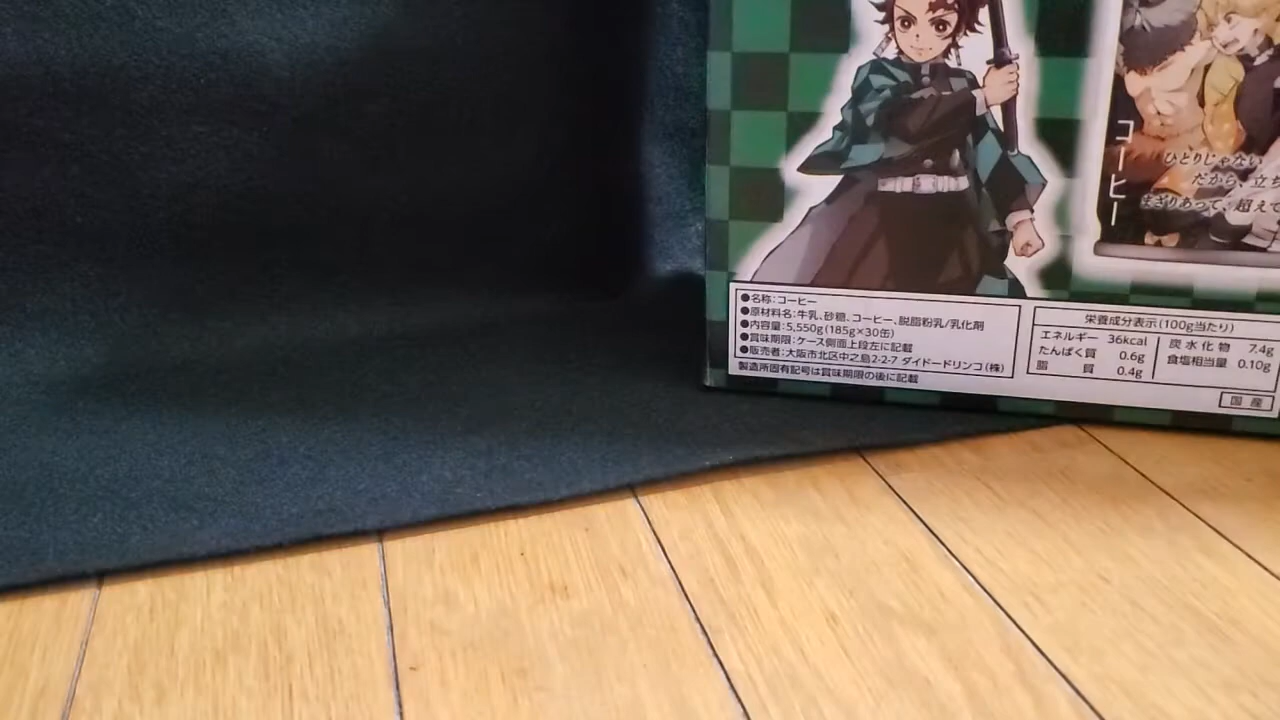 コーヒー
ひとりじゃない
だから、立ち
まざりあって、超えて
●名称:コーヒー
●原材料名:牛乳、砂糖、コーヒー、脱脂粉乳/乳化剤
●内容量:5,550g(185g×30缶)
●賞味期限:ケース側面上段左に記載
●販売者:大阪市北区中之島2-2-7 ダイドードリンコ(株)
製造所固有記号は賞味期限の後に記載
栄養成分表示(100g当たり)
エネルギー 36kcal
たんぱく質 0.6g
脂質 0.4g
炭水化物 7.4g
食塩相当量 0.10g
国産